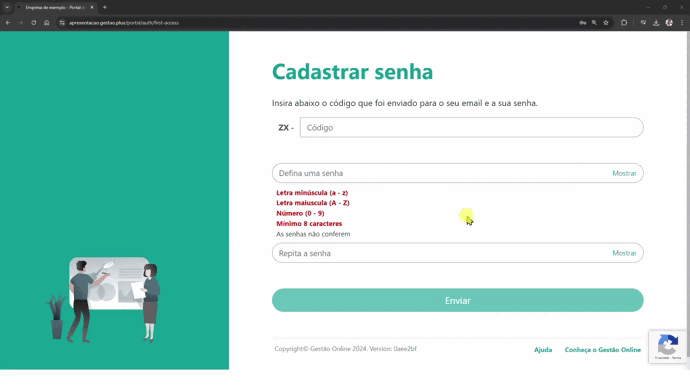 Empresa de exemplo - Portal d
apresentacao.gestao.plus/portal/auth/first-access
Cadastrar senha
Insira abaixo o código que foi enviado para o seu email e a sua senha.
ZX - Código
Defina uma senha Mostrar
Letra minúscula (a - z)
Letra maiuscula (A - Z)
Número (0 - 9)
Mínimo 8 caracteres
As senhas não conferem
Repita a senha Mostrar
Enviar
Copyright© Gestão Online 2024. Version: 0aee2bf Ajuda Conheça o Gestão Online
Privacidade - Termos